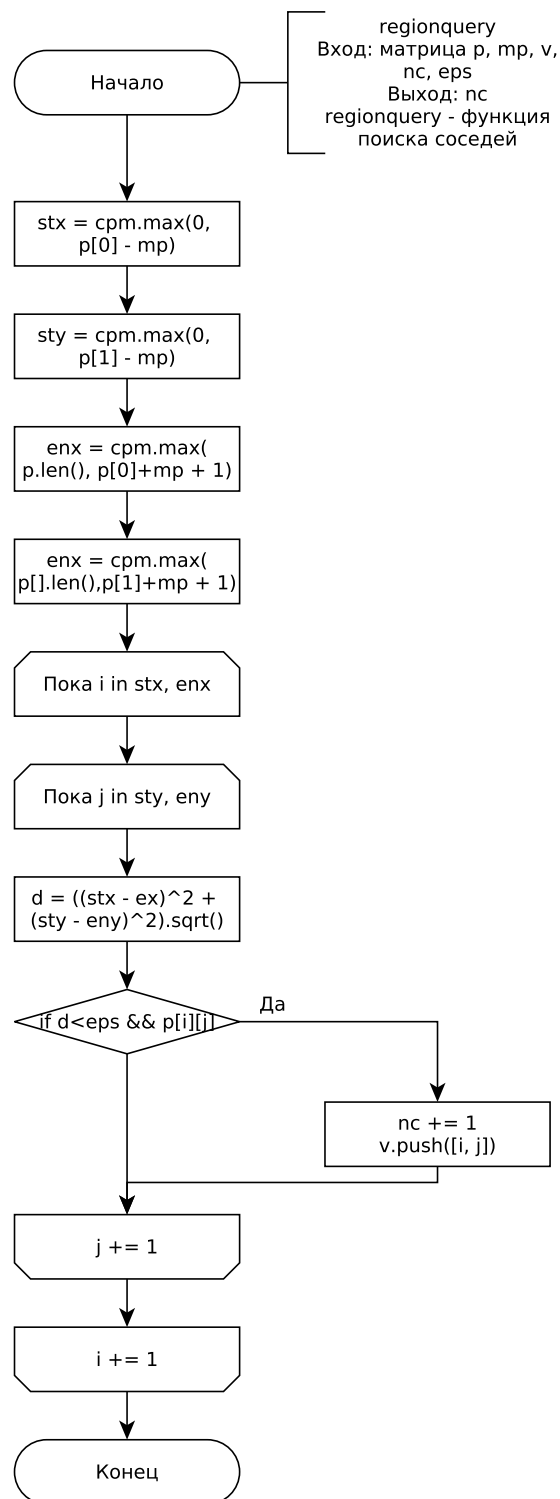 Начало
regionquery
Вход: матрица p, mp, v,
nc, eps
Выход: nc
regionquery - функция
поиска соседей
stx = cpm.max(0,
p[0] - mp)
sty = cpm.max(0,
p[1] - mp)
enx = cpm.max(
p.len(), p[0]+mp + 1)
enx = cpm.max(
p[].len(),p[1]+mp + 1)
Пока i in stx, enx
Пока j in sty, eny
d = ((stx - ex)^2 +
(sty - eny)^2).sqrt()
if d<eps && p[i][j]
Да
nc += 1
v.push([i, j])
j += 1
i += 1
Конец